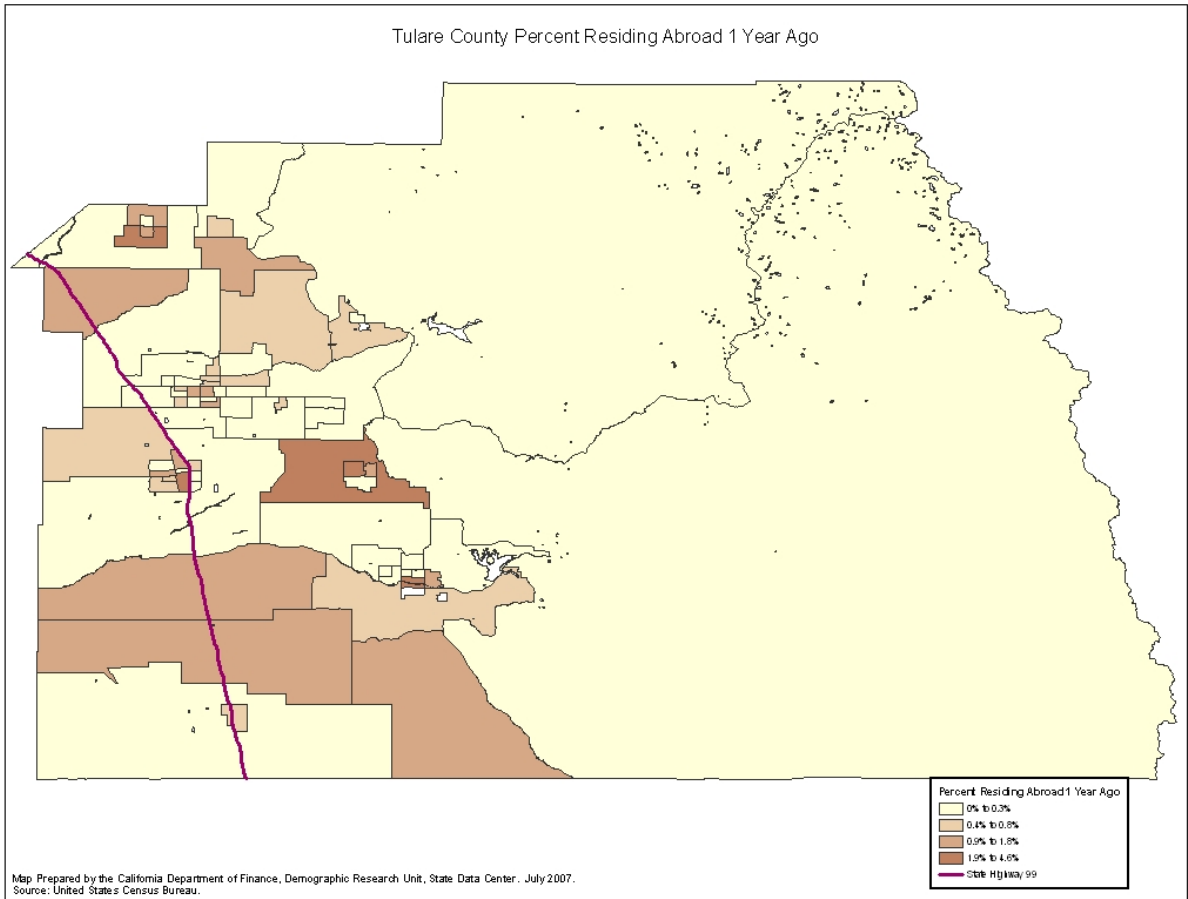 Tulare County Percent Residing Abroad 1 Year Ago
Percent Residing Abroad 1 Year Ago
0% to 0.3%
0.4% to 0.8%
0.9% to 1.8%
1.9% to 4.6%
State Highway 99
Map Prepared by the California Department of Finance, Demographic Research Unit, State Data Center. July 2007.
Source: United States Census Bureau.